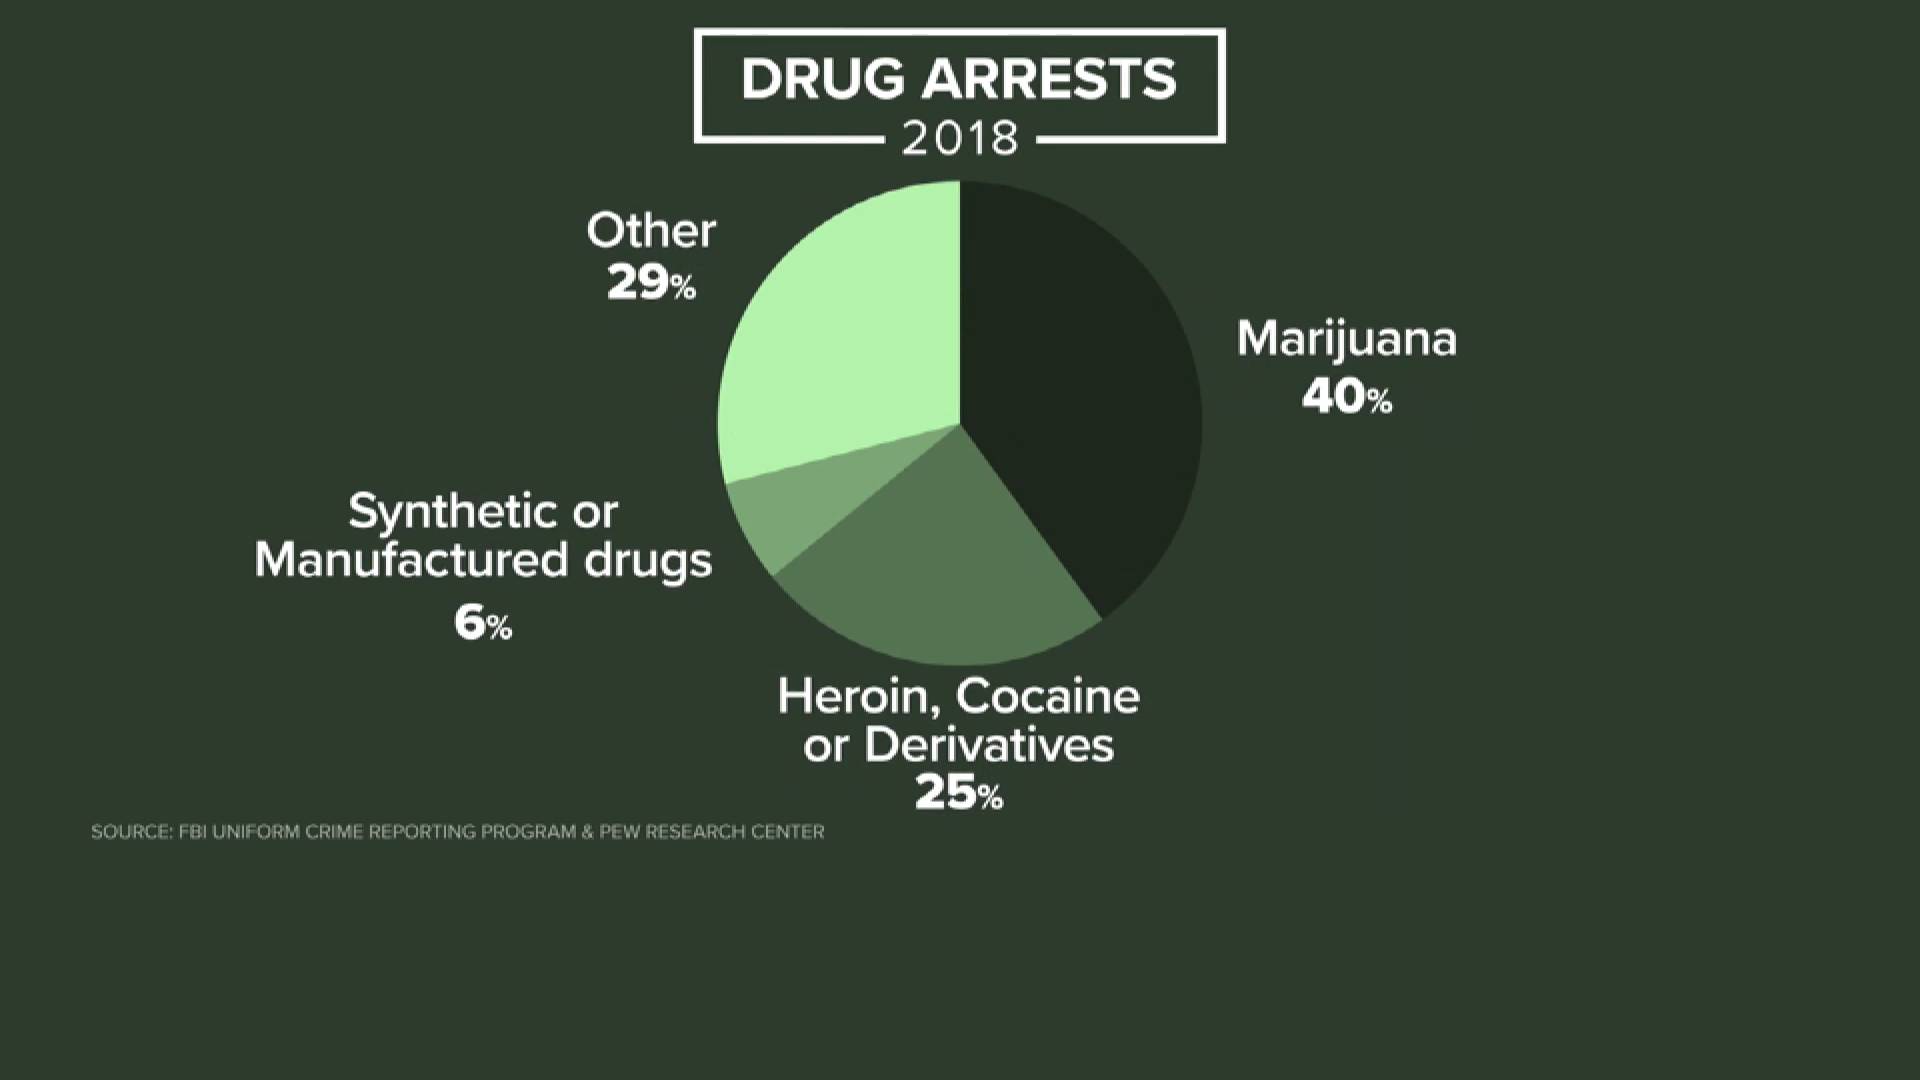 DRUG ARRESTS
2018
Other
29%
Marijuana
40%
Synthetic or
Manufactured drugs
6%
Heroin, Cocaine
or Derivatives
25%
SOURCE: FBI UNIFORM CRIME REPORTING PROGRAM & PEW RESEARCH CENTER